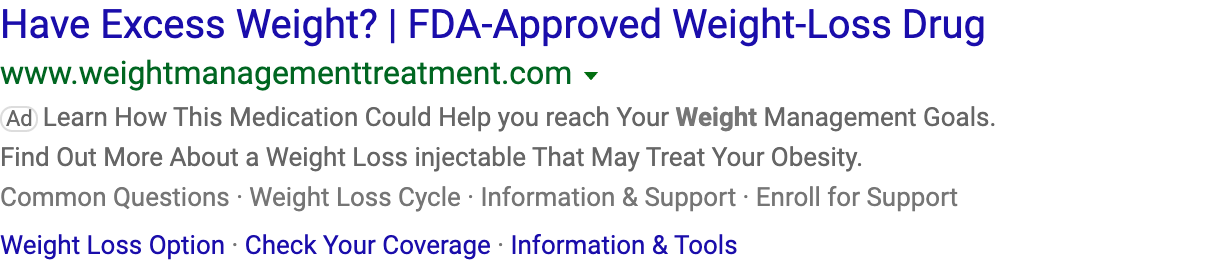 Have Excess Weight? | FDA-Approved Weight-Loss Drug
www.weightmanagementtreatment.com
Ad Learn How This Medication Could Help you reach Your Weight Management Goals.
Find Out More About a Weight Loss injectable That May Treat Your Obesity.
Common Questions · Weight Loss Cycle · Information & Support · Enroll for Support
Weight Loss Option · Check Your Coverage · Information & Tools